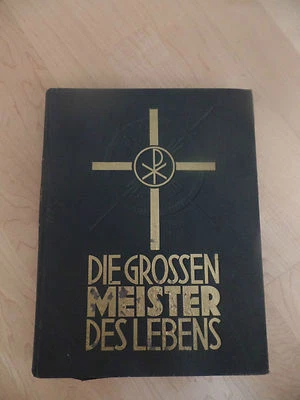 DIE GROSSEN
MEISTER
DES LEBENS